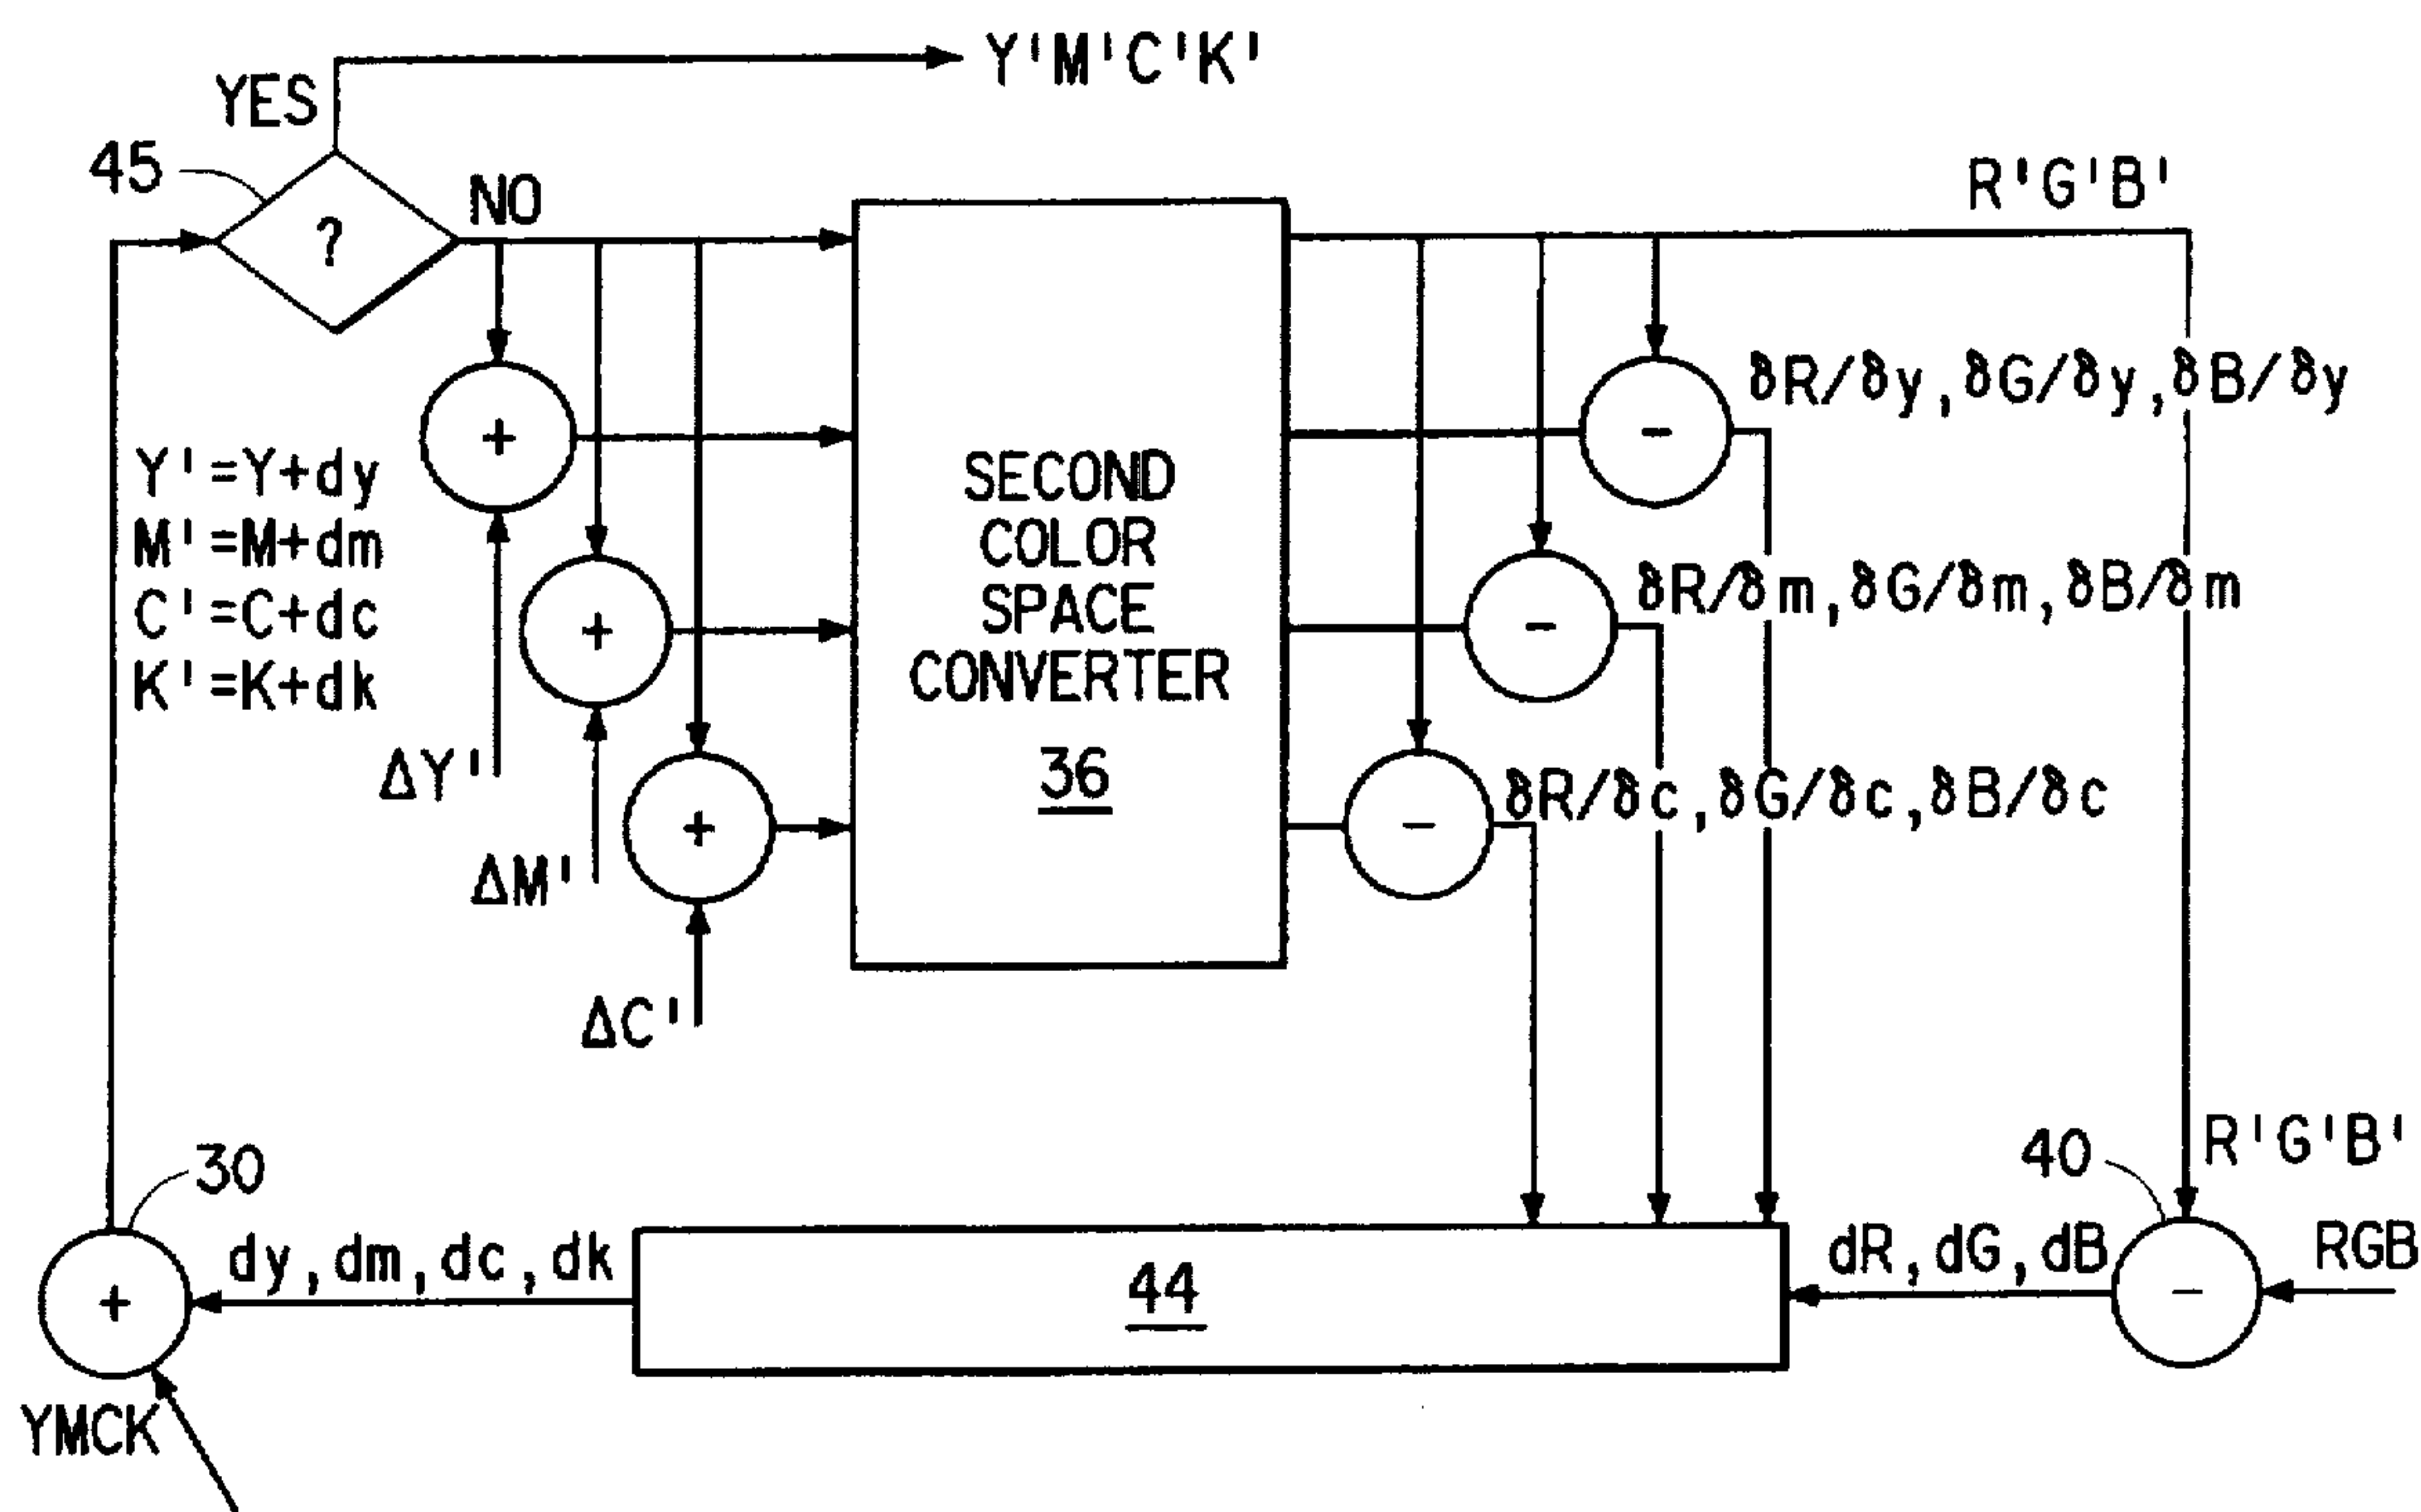 Y'M'C'K'
YES
45
NO
?
R'G'B'
+
-
δR/δy,δG/δy,δB/δy
Y'=Y+dy
M'=M+dm
C'=C+dc
K'=K+dk
SECOND
COLOR
SPACE
CONVERTER
36
+
-
δR/δm,δG/δm,δB/δm
ΔY'
+
-
δR/δc,δG/δc,δB/δc
ΔM'
ΔC'
30
40
R'G'B'
+
dy,dm,dc,dk
44
dR,dG,dB
-
RGB
YMCK